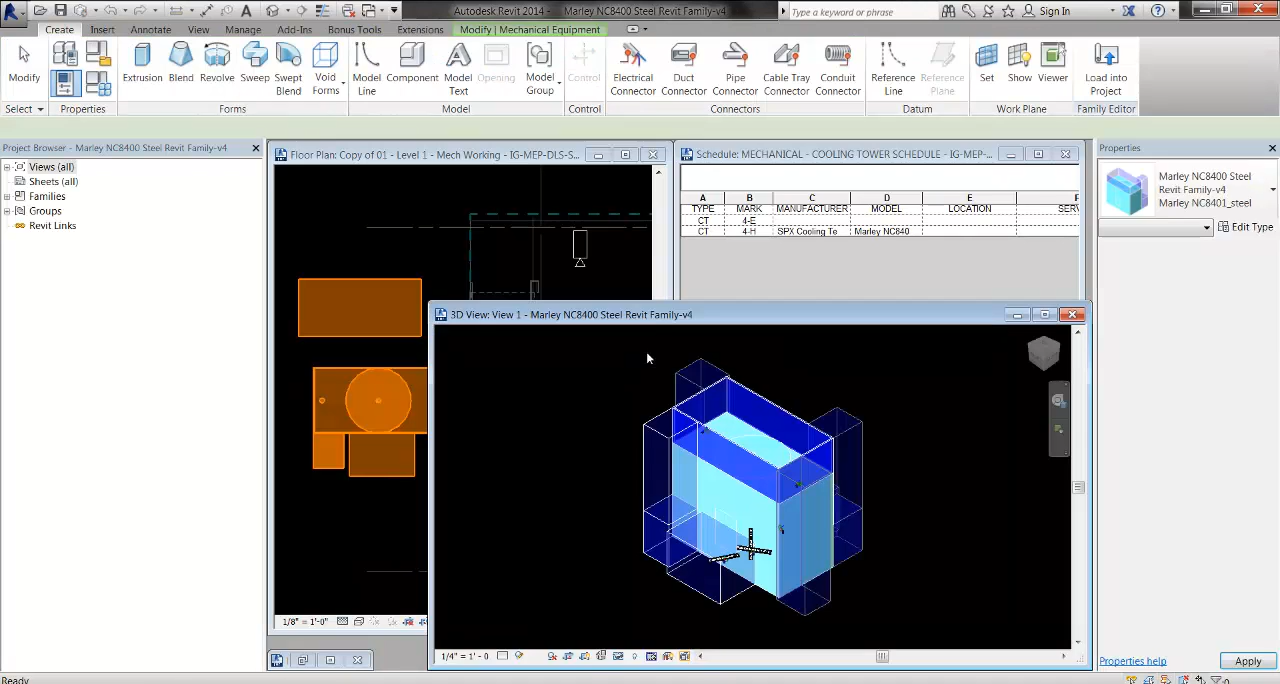 Autodesk Revit 2014 - Marley NC8400 Steel Revit Family-v4
Type a keyword or phrase
Sign In
Create Insert Annotate View Manage Add-Ins Bonus Tools Extensions Modify | Mechanical Equipment
Modify
Extrusion Blend Revolve Sweep Swept Blend Void Forms
Model Line Component Model Text Opening Model Group
Control
Electrical Connector Duct Connector Pipe Connector Cable Tray Connector Conduit Connector
Reference Line Reference Plane
Set Show Viewer
Load into Project
Select Properties Forms Model Control Connectors Datum Work Plane Family Editor
Project Browser - Marley NC8400 Steel Revit Family-v4
Views (all)
Sheets (all)
Families
Groups
Revit Links
Floor Plan: Copy of 01 - Level 1 - Mech Working - IG-MEP-DLS-S...
1/8" = 1'-0"
Schedule: MECHANICAL - COOLING TOWER SCHEDULE - IG-MEP-...
A B C D E F
TYPE MARK MANUFACTURER MODEL LOCATION SERV
CT 4-E
CT 4-H SPX Cooling Te Marley NC840
3D View: View 1 - Marley NC8400 Steel Revit Family-v4
1/4" = 1' - 0
Properties
Marley NC8400 Steel
Revit Family-v4
Marley NC8401_steel
Edit Type
Properties help
Apply
Ready
:0